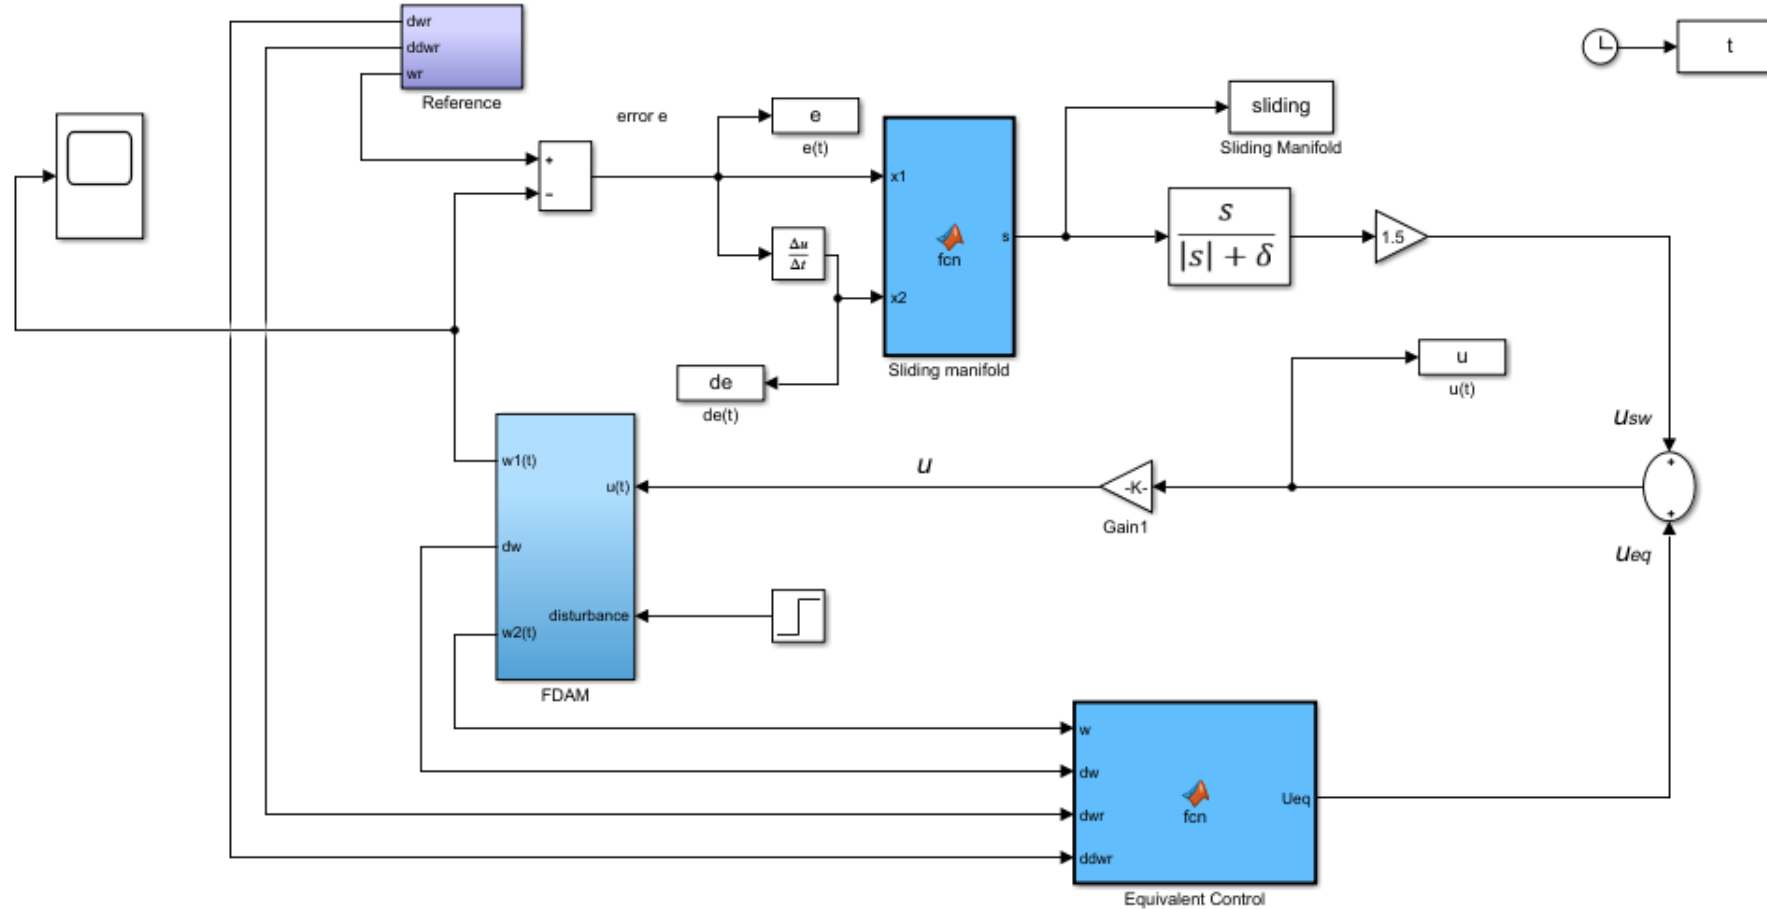 dwr
ddwr
wr
Reference
t
error e
e
e(t)
sliding
Sliding Manifold
+
−
x1
x2
s
fcn
Sliding manifold
Δu
Δt
s
|s| + δ
1.5
de
de(t)
u
u(t)
usw
+
+
ueq
u
-K-
Gain1
w1(t)
u(t)
dw
disturbance
w2(t)
FDAM
w
dw
dwr
ddwr
fcn
Ueq
Equivalent Control